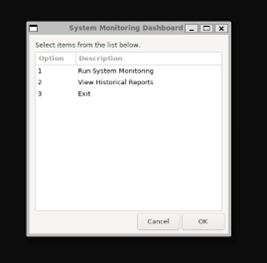 System Monitoring Dashboard
Select items from the list below.
Option Description
1 Run System Monitoring
2 View Historical Reports
3 Exit
Cancel OK